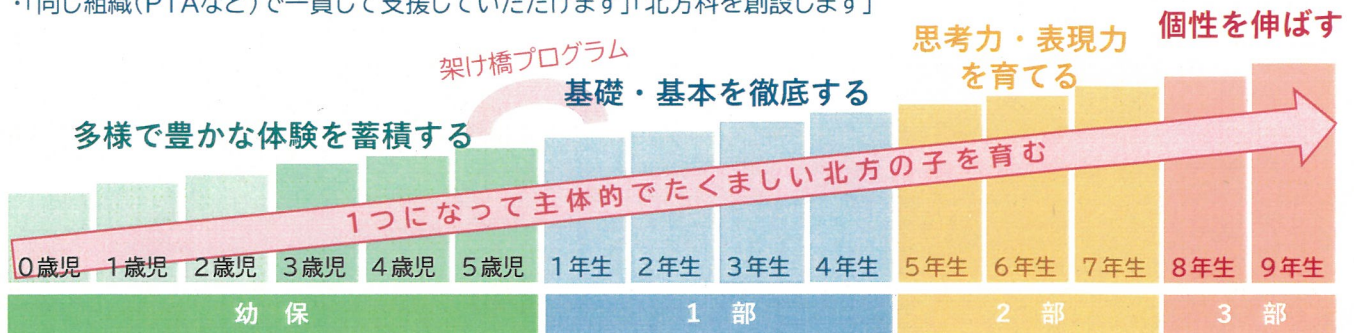 ・「同じ組織(PTAなど)で一貫して支援していただけます」「北方科を創設します」
個性を伸ばす
思考力・表現力
を育てる
架け橋プログラム
基礎・基本を徹底する
多様で豊かな体験を蓄積する
1つになって主体的でたくましい北方の子を育む
0歳児 1歳児 2歳児 3歳児 4歳児 5歳児 1年生 2年生 3年生 4年生 5年生 6年生 7年生 8年生 9年生
幼 保 1 部 2 部 3 部